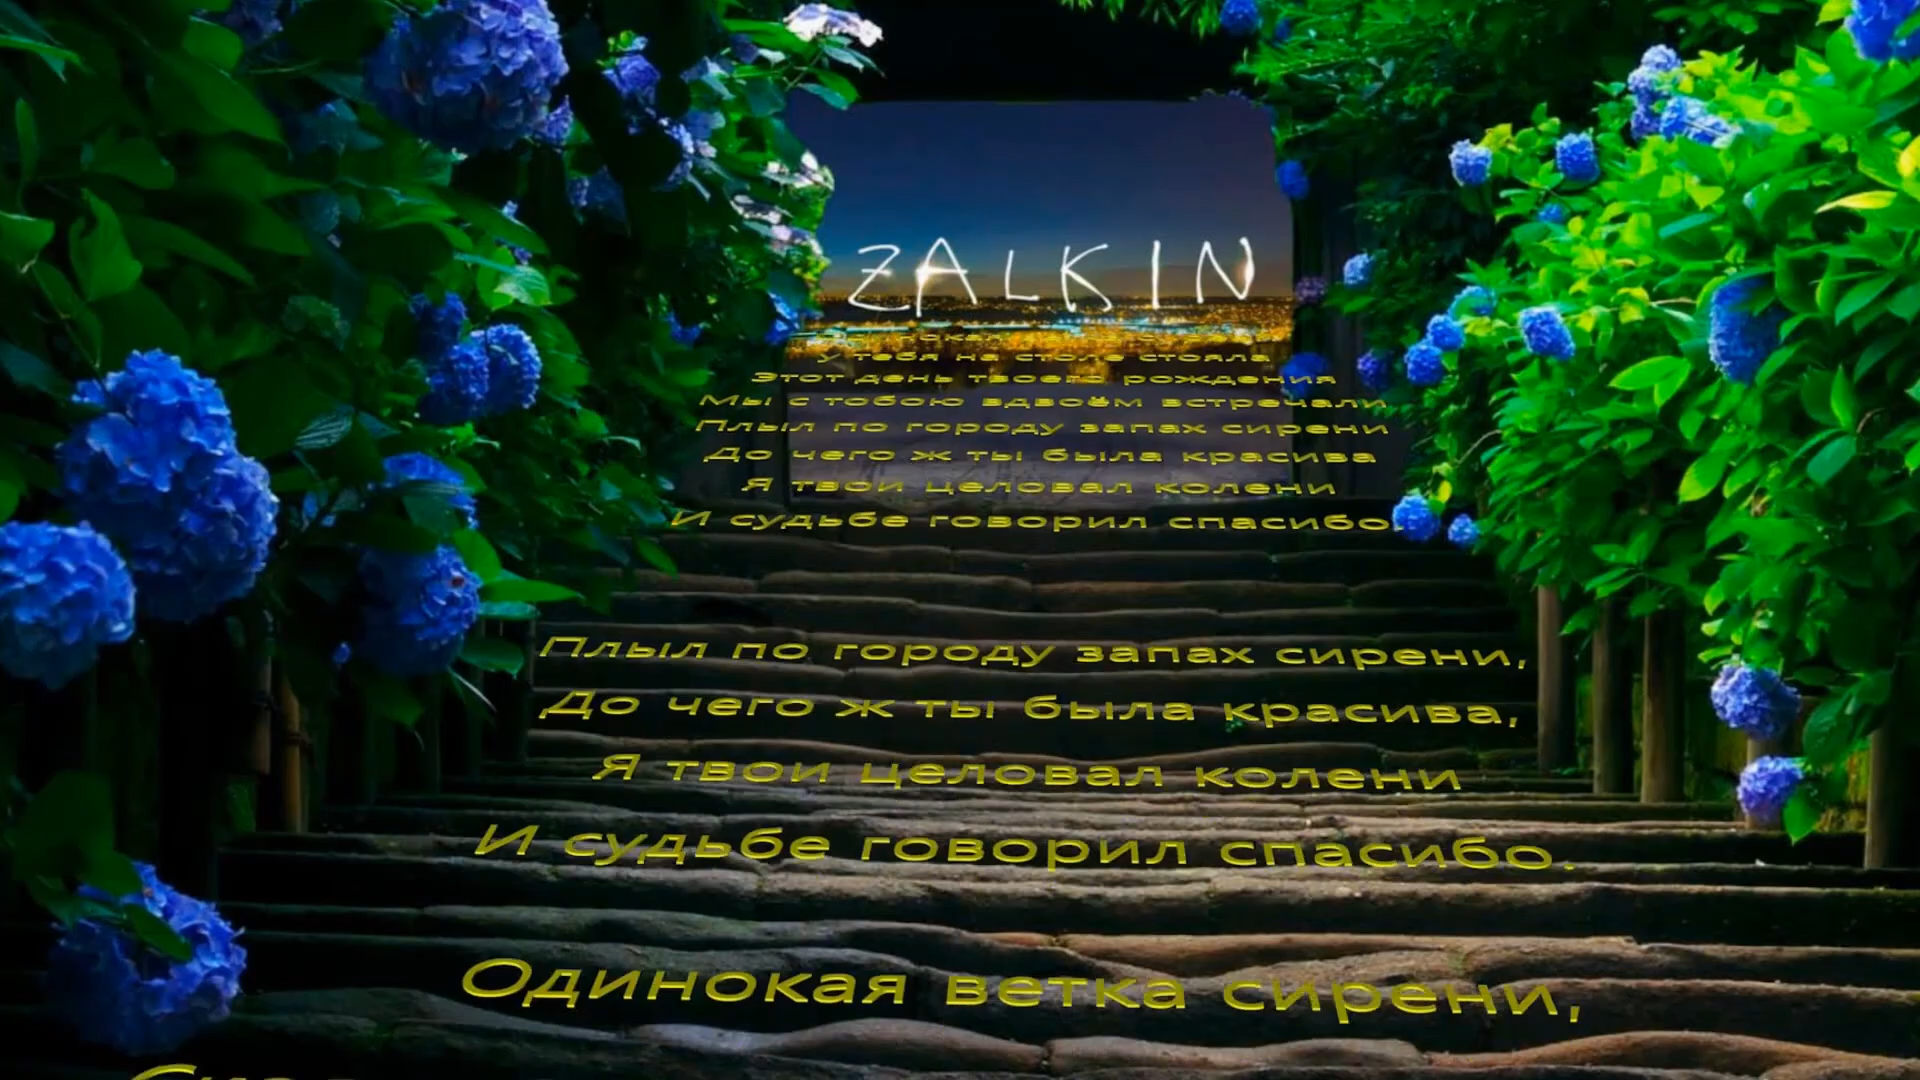 ZALKIN
у тебя на столе стояла
Этот день твоего рождения
Мы с тобою вдвоём встречали
Плыл по городу запах сирени
До чего ж ты была красива
Я твои целовал колени
И судьбе говорил спасибо.
Плыл по городу запах сирени,
До чего ж ты была красива,
Я твои целовал колени
И судьбе говорил спасибо.
Одинокая ветка сирени,